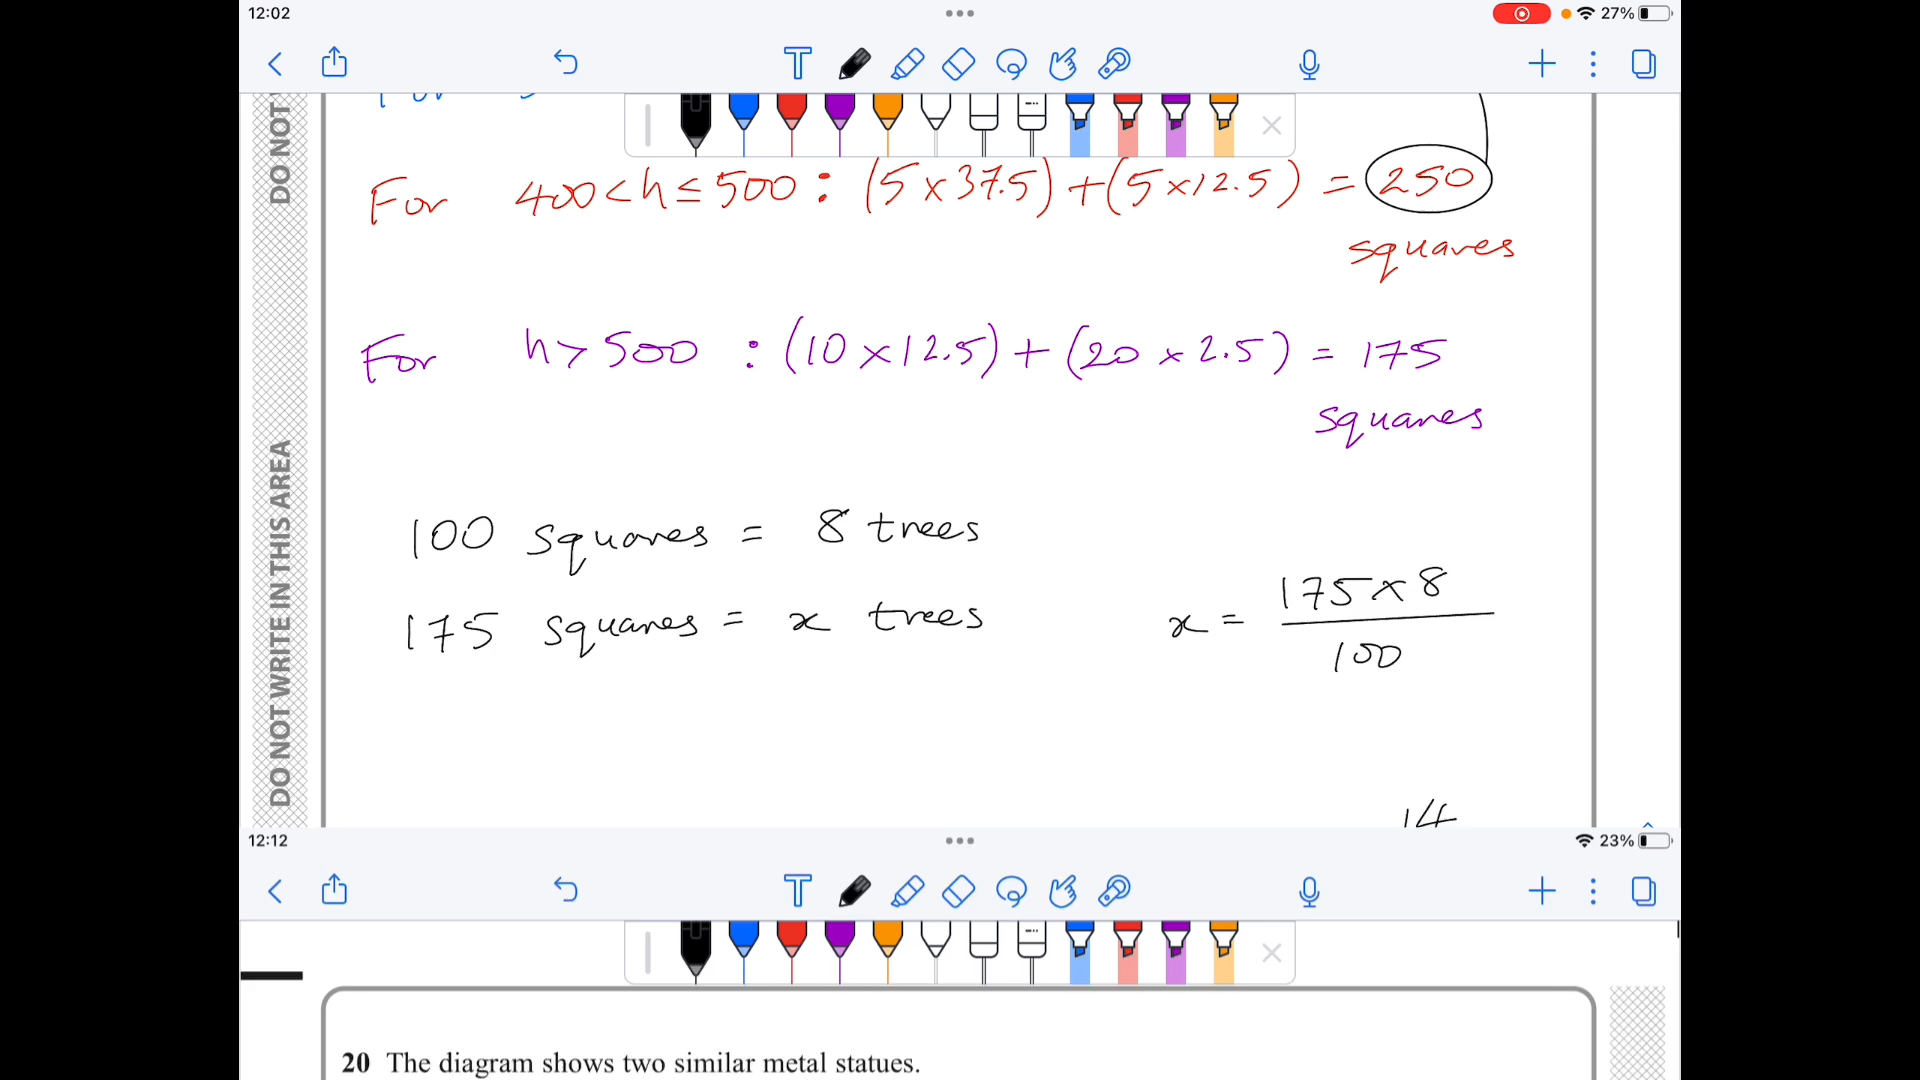 12:02
27%
DO NOT
For 400 < h ≤ 500 : (5 x 37.5) + (5 x 12.5) = 250
squares
For h > 500 : (10 x 12.5) + (20 x 2.5) = 175
squares
DO NOT WRITE IN THIS AREA
100 squares = 8 trees
175 squares = x trees
x = 175 x 8
100
14
12:12
23%
20 The diagram shows two similar metal statues.